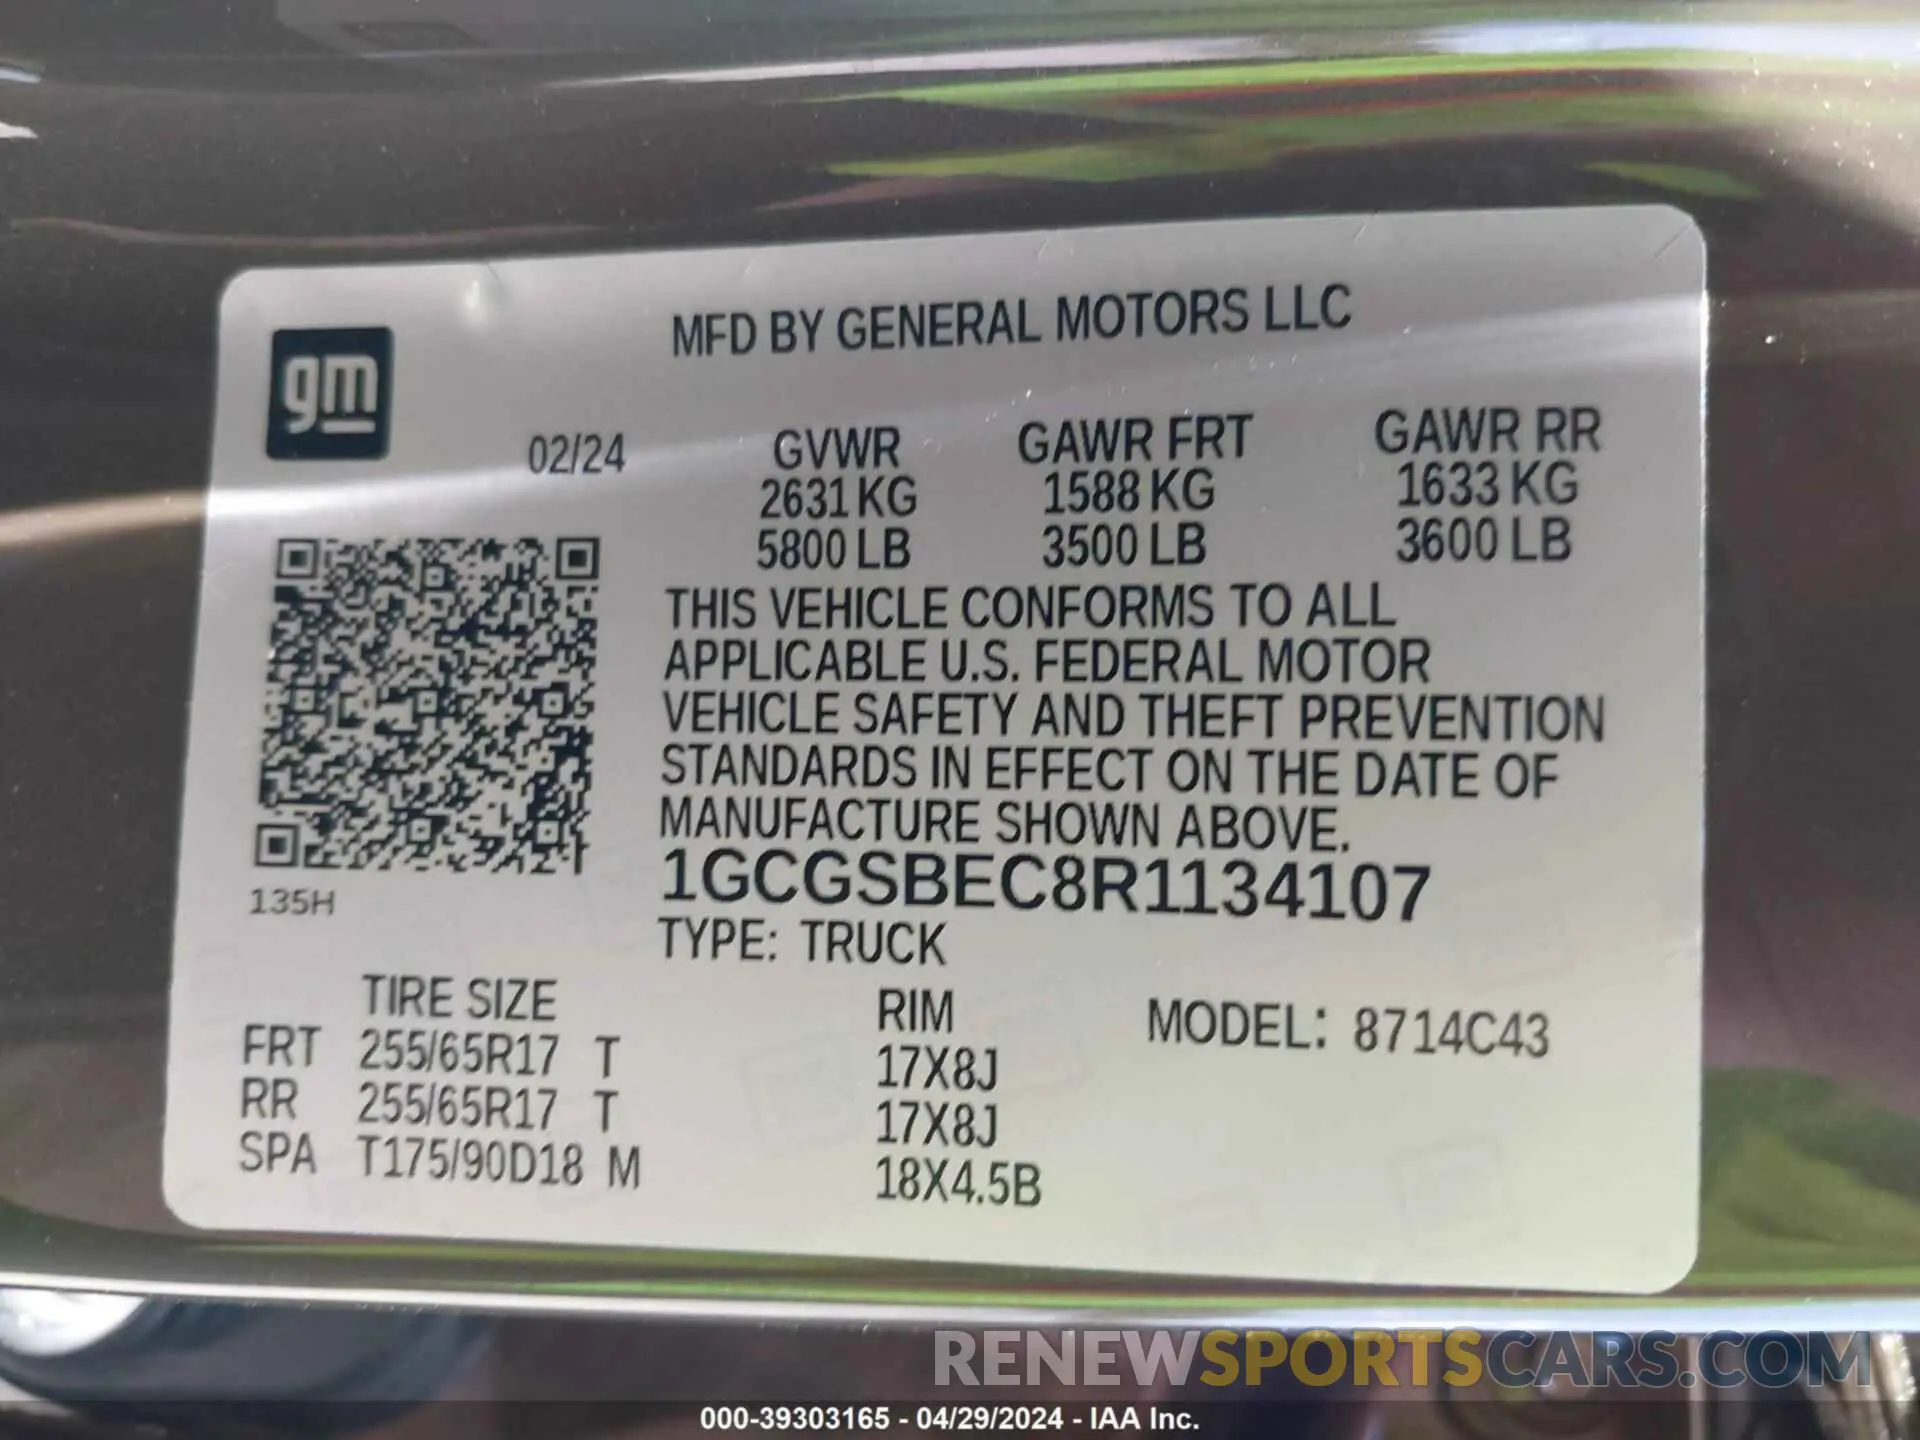 MFD BY GENERAL MOTORS LLC
gm
02/24 GVWR GAWR FRT GAWR RR
2631 KG 1588 KG 1633 KG
5800 LB 3500 LB 3600 LB
THIS VEHICLE CONFORMS TO ALL
APPLICABLE U.S. FEDERAL MOTOR
VEHICLE SAFETY AND THEFT PREVENTION
STANDARDS IN EFFECT ON THE DATE OF
MANUFACTURE SHOWN ABOVE.
1GCGSBEC8R1134107
135H
TYPE: TRUCK
TIRE SIZE RIM MODEL: 8714C43
FRT 255/65R17 T 17X8J
RR 255/65R17 T 17X8J
SPA T175/90D18 M 18X4.5B
RENEWSPORTSCARS.COM
000-39303165 - 04/29/2024 - IAA Inc.